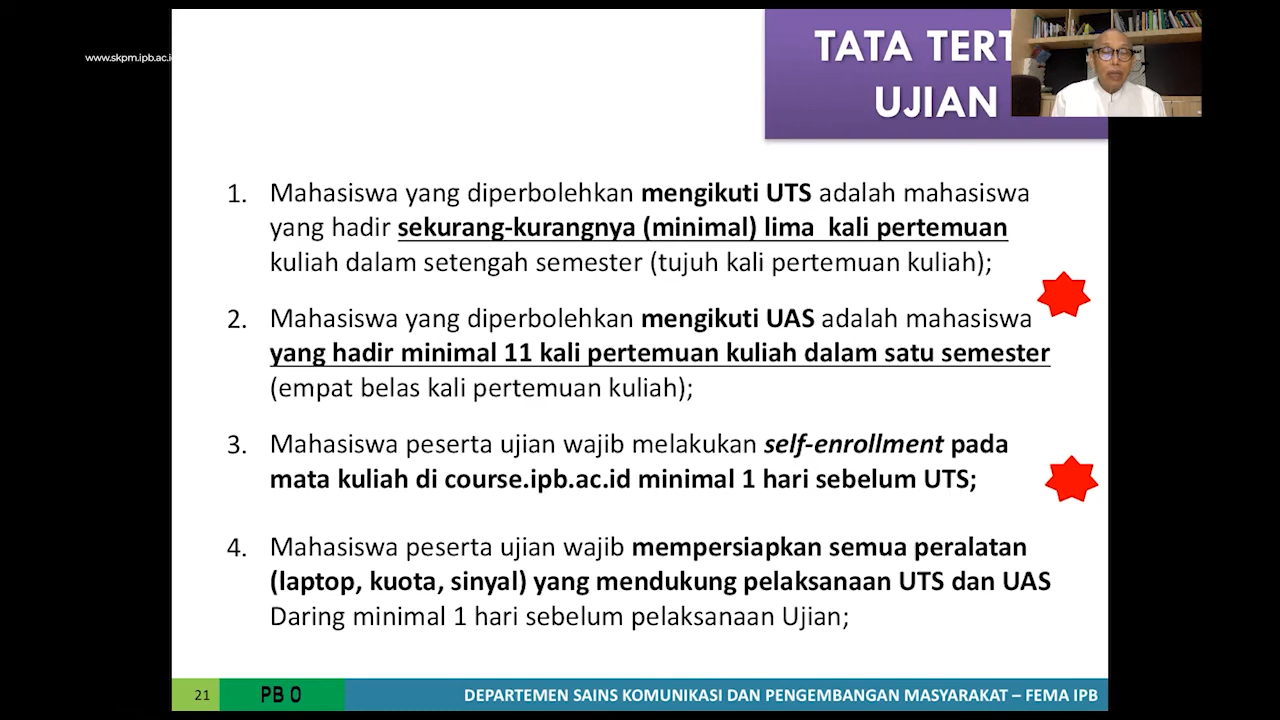 www.skpm.ipb.ac.i
TATA TERT
UJIAN
1. Mahasiswa yang diperbolehkan mengikuti UTS adalah mahasiswa
yang hadir sekurang-kurangnya (minimal) lima kali pertemuan
kuliah dalam setengah semester (tujuh kali pertemuan kuliah);
2. Mahasiswa yang diperbolehkan mengikuti UAS adalah mahasiswa
yang hadir minimal 11 kali pertemuan kuliah dalam satu semester
(empat belas kali pertemuan kuliah);
3. Mahasiswa peserta ujian wajib melakukan self-enrollment pada
mata kuliah di course.ipb.ac.id minimal 1 hari sebelum UTS;
4. Mahasiswa peserta ujian wajib mempersiapkan semua peralatan
(laptop, kuota, sinyal) yang mendukung pelaksanaan UTS dan UAS
Daring minimal 1 hari sebelum pelaksanaan Ujian;
21 PB 0 DEPARTEMEN SAINS KOMUNIKASI DAN PENGEMBANGAN MASYARAKAT – FEMA IPB